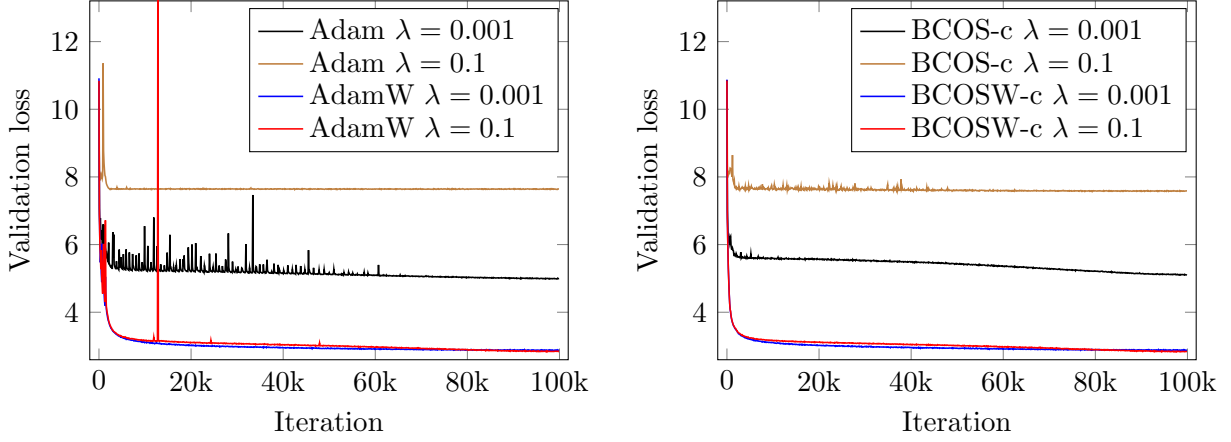 Adam λ = 0.001
Adam λ = 0.1
AdamW λ = 0.001
AdamW λ = 0.1
12
10
8
6
4
Validation loss
0 20k 40k 60k 80k 100k
Iteration
BCOS-c λ = 0.001
BCOS-c λ = 0.1
BCOSW-c λ = 0.001
BCOSW-c λ = 0.1
12
10
8
6
4
Validation loss
0 20k 40k 60k 80k 100k
Iteration